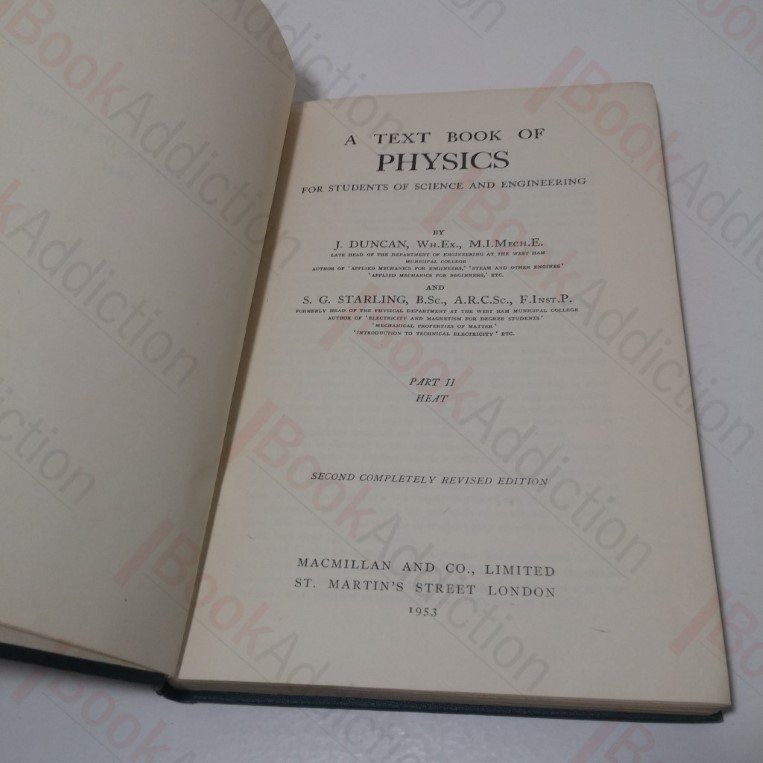 A TEXT BOOK OF
PHYSICS
FOR STUDENTS OF SCIENCE AND ENGINEERING
BY
J. DUNCAN, WH.EX., M.I.MECH.E.
LATE HEAD OF THE DEPARTMENT OF ENGINEERING AT THE WEST HAM
MUNICIPAL COLLEGE
AUTHOR OF 'APPLIED MECHANICS FOR ENGINEERS,' 'STEAM AND OTHER ENGINES'
'APPLIED MECHANICS FOR BEGINNERS,' ETC.
AND
S. G. STARLING, B.SC., A.R.C.SC., F.INST.P.
FORMERLY HEAD OF THE PHYSICAL DEPARTMENT AT THE WEST HAM MUNICIPAL COLLEGE
AUTHOR OF 'ELECTRICITY AND MAGNETISM FOR DEGREE STUDENTS'
'MECHANICAL PROPERTIES OF MATTER'
'INTRODUCTION TO TECHNICAL ELECTRICITY' ETC.
PART II
HEAT
SECOND COMPLETELY REVISED EDITION
MACMILLAN AND CO., LIMITED
ST. MARTIN'S STREET LONDON
1953
BookAddiction